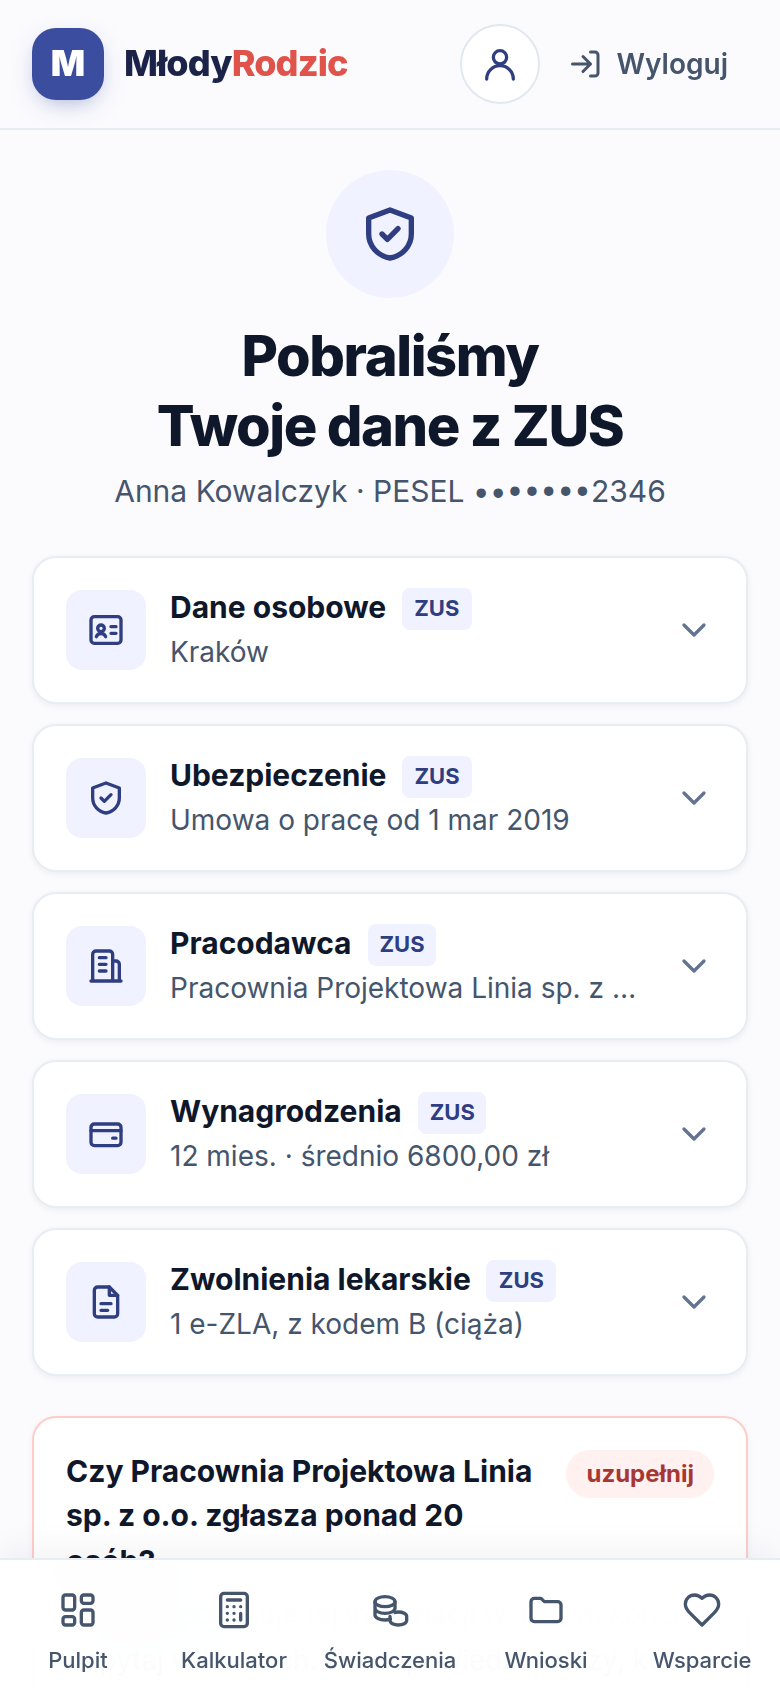 M MłodyRodzic Wyloguj
Pobraliśmy
Twoje dane z ZUS
Anna Kowalczyk · PESEL •••••••2346
Dane osobowe ZUS
Kraków
Ubezpieczenie ZUS
Umowa o pracę od 1 mar 2019
Pracodawca ZUS
Pracownia Projektowa Linia sp. z ...
Wynagrodzenia ZUS
12 mies. · średnio 6800,00 zł
Zwolnienia lekarskie ZUS
1 e-ZLA, z kodem B (ciąża)
Czy Pracownia Projektowa Linia uzupełnij
sp. z o.o. zgłasza ponad 20
osób?
Pulpit Kalkulator Świadczenia Wnioski Wsparcie